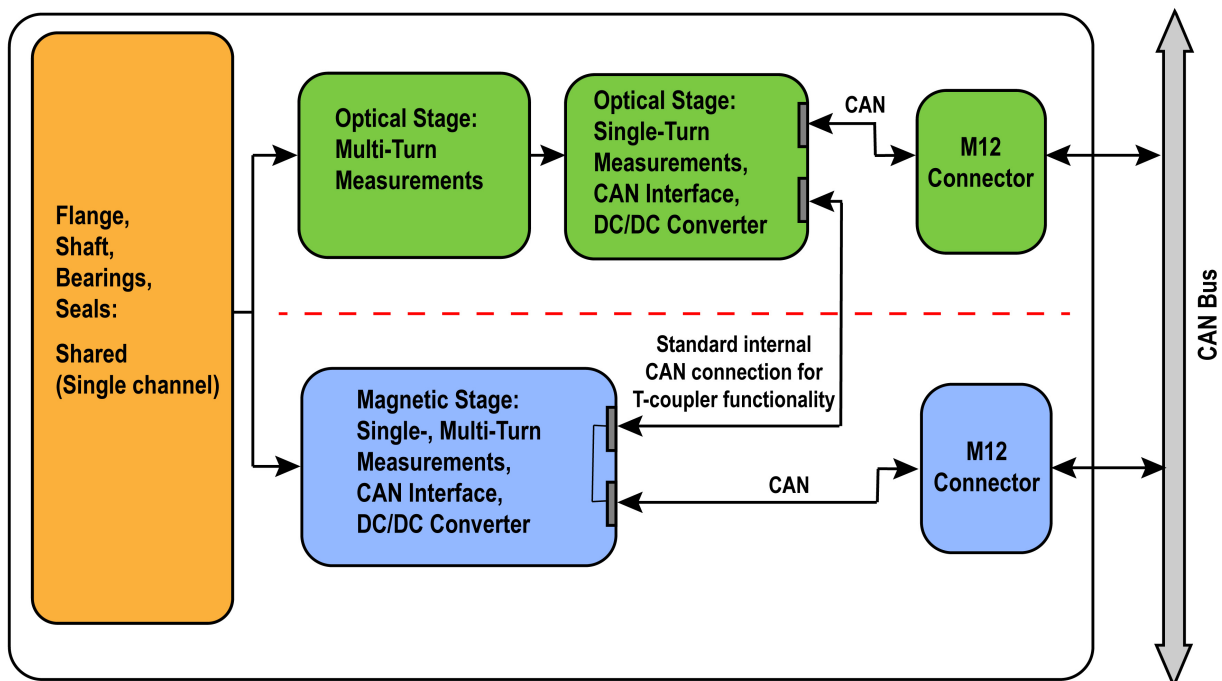 Flange,
Shaft,
Bearings,
Seals:
Shared
(Single channel)
Optical Stage:
Multi-Turn
Measurements
Optical Stage:
Single-Turn
Measurements,
CAN Interface,
DC/DC Converter
CAN
M12
Connector
Standard internal
CAN connection for
T-coupler functionality
Magnetic Stage:
Single-, Multi-Turn
Measurements,
CAN Interface,
DC/DC Converter
CAN
M12
Connector
CAN Bus